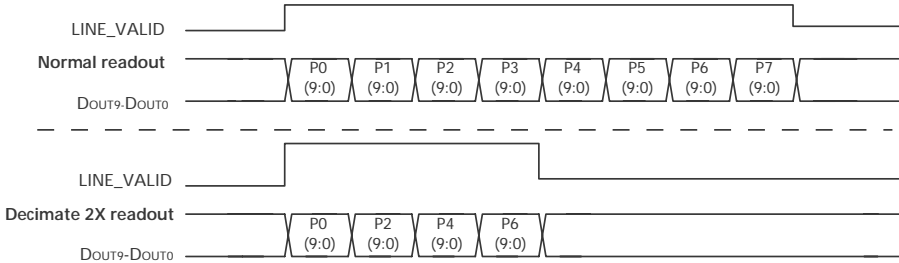 LINE_VALID
Normal readout
P0 P1 P2 P3 P4 P5 P6 P7
(9:0) (9:0) (9:0) (9:0) (9:0) (9:0) (9:0) (9:0)
DOUT9-DOUT0
LINE_VALID
Decimate 2X readout
P0 P2 P4 P6
(9:0) (9:0) (9:0) (9:0)
DOUT9-DOUT0